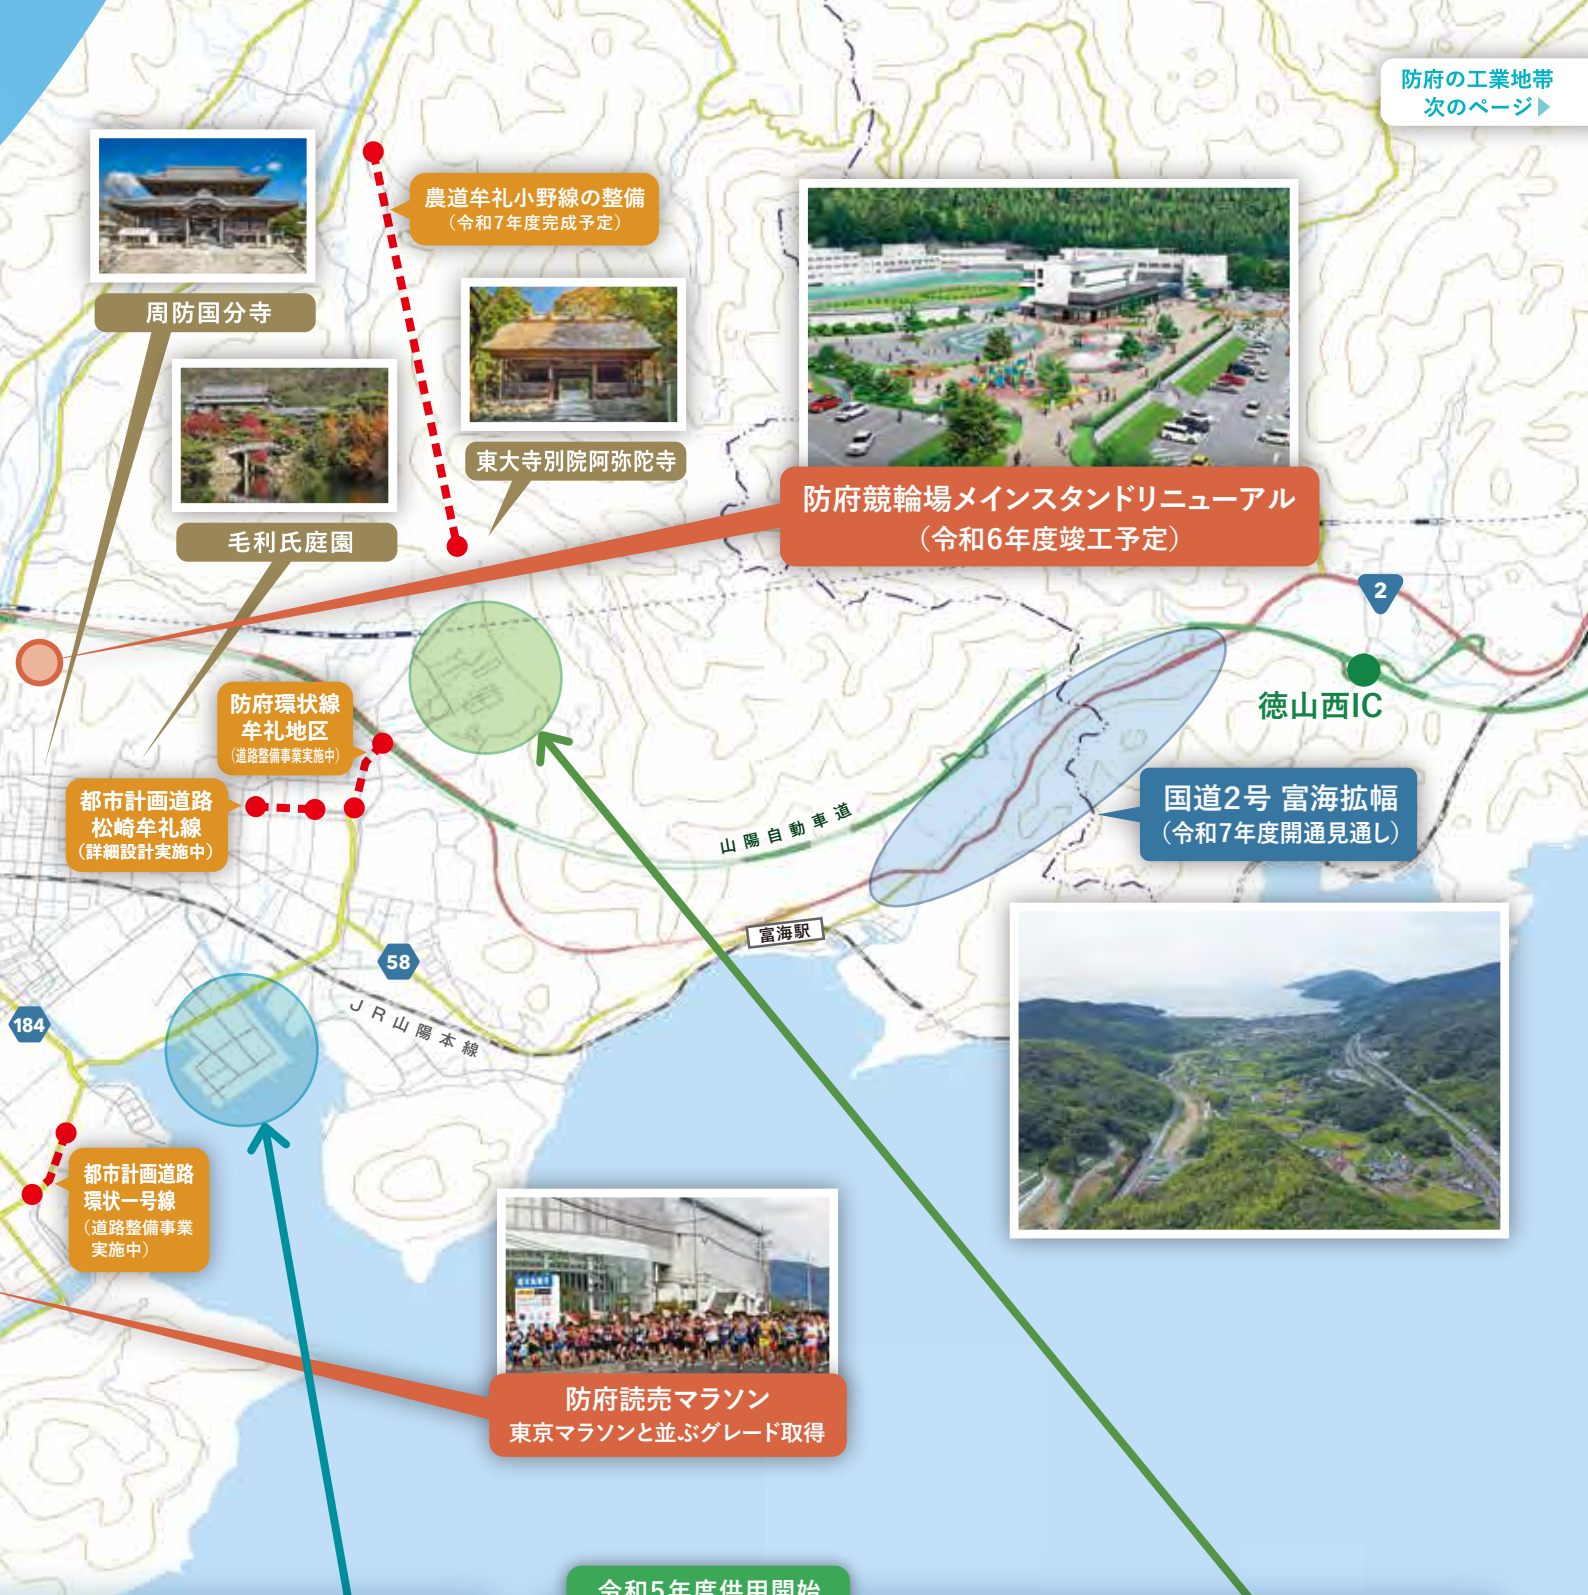 防府の工業地帯
次のページ▶
農道牟礼小野線の整備
（令和7年度完成予定）
周防国分寺
東大寺別院阿弥陀寺
毛利氏庭園
防府競輪場メインスタンドリニューアル
（令和6年度竣工予定）
2
徳山西IC
防府環状線
牟礼地区
（道路整備事業実施中）
都市計画道路
松崎牟礼線
（詳細設計実施中）
国道2号 富海拡幅
（令和7年度開通見通し）
山陽自動車道
富海駅
58
184
JR山陽本線
都市計画道路
環状一号線
（道路整備事業
実施中）
防府読売マラソン
東京マラソンと並ぶグレード取得
令和5年度供用開始